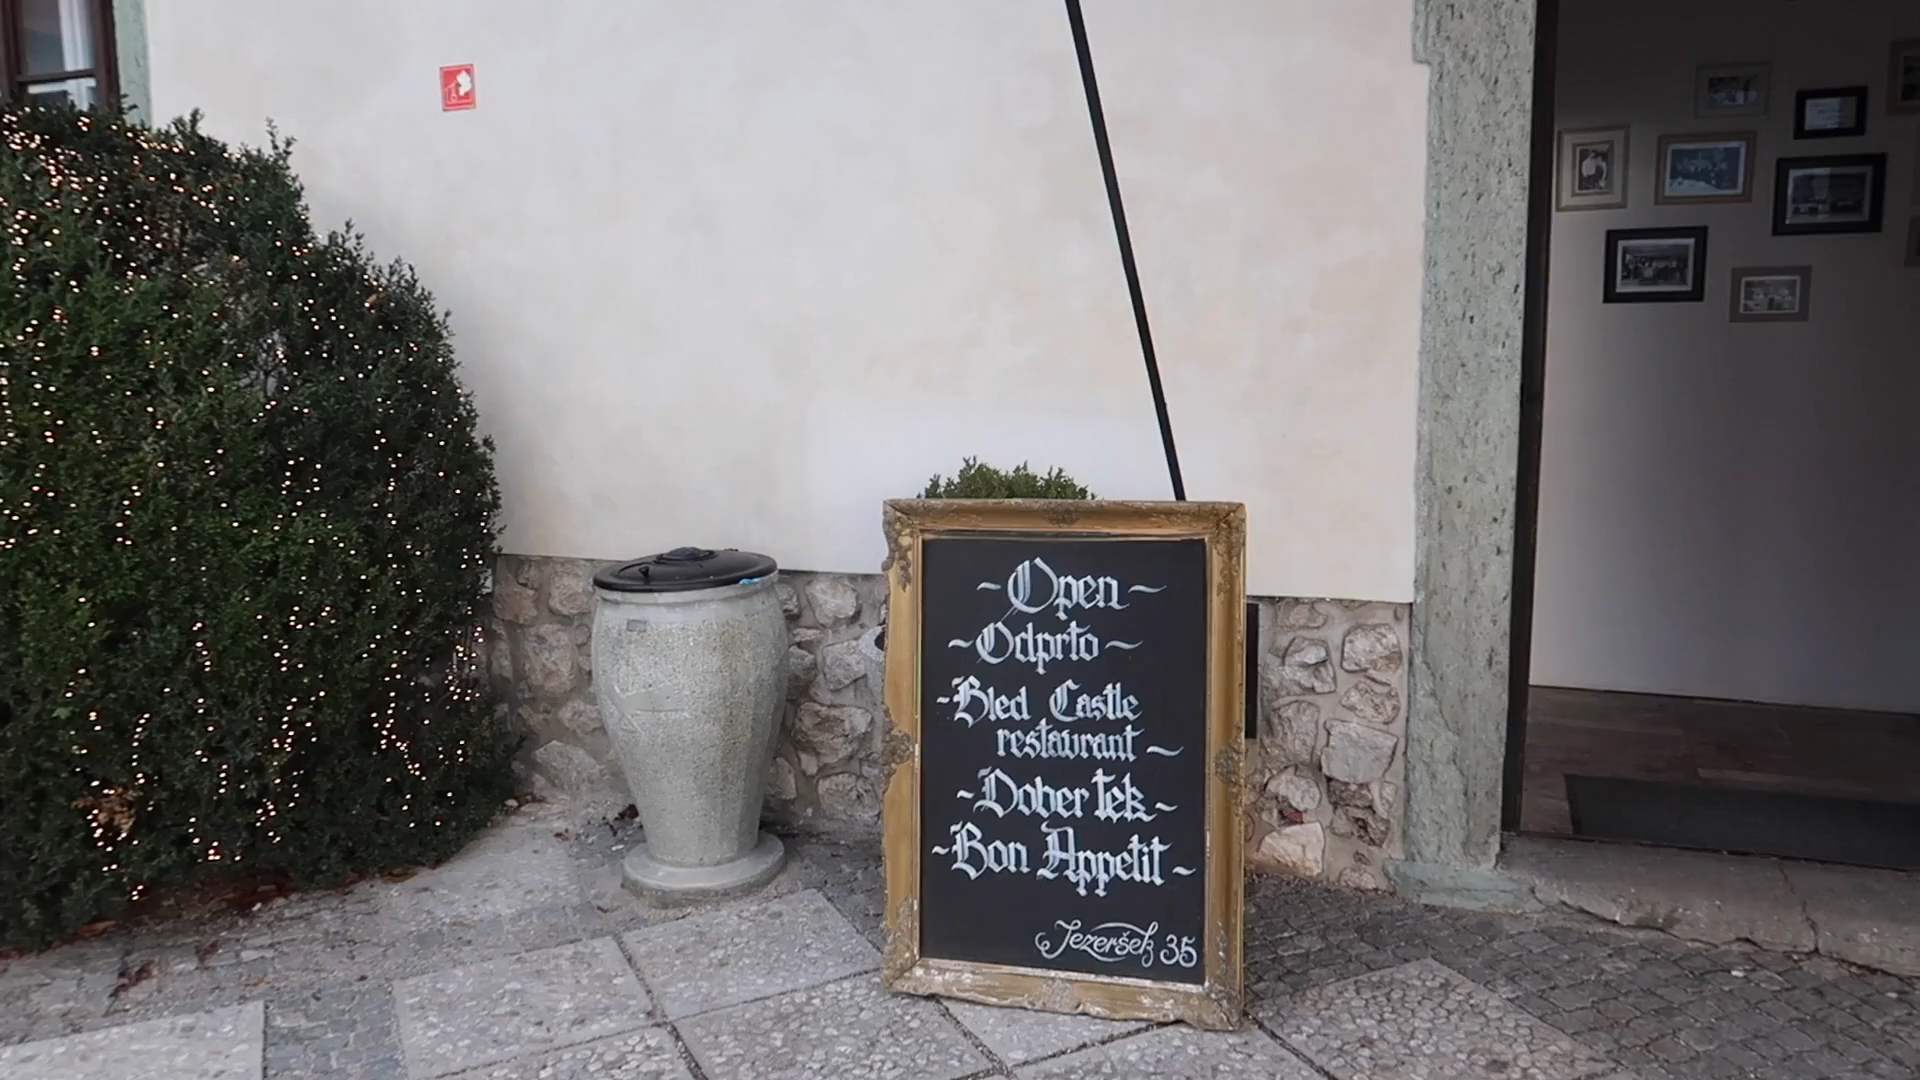 ~Open~
~Odprto~
~Bled Castle
restaurant~
~Dober tek~
~Bon Appetit~
Jezeršek 35